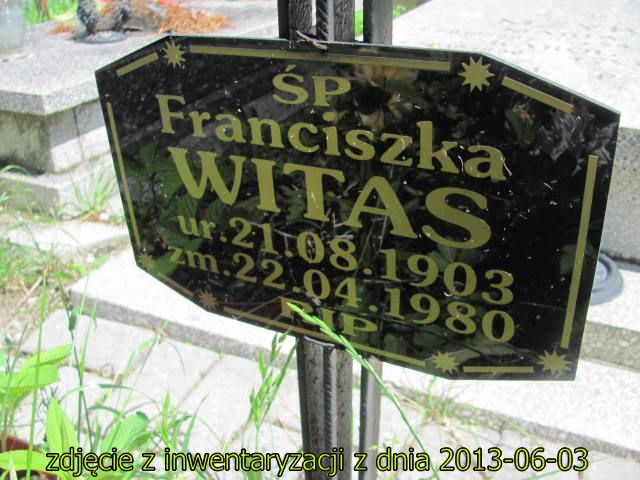 ŚP
Franciszka
WITAS
ur.21.08.1903
zm.22.04.1980
RIP
zdjęcie z inwentaryzacji z dnia 2013-06-03